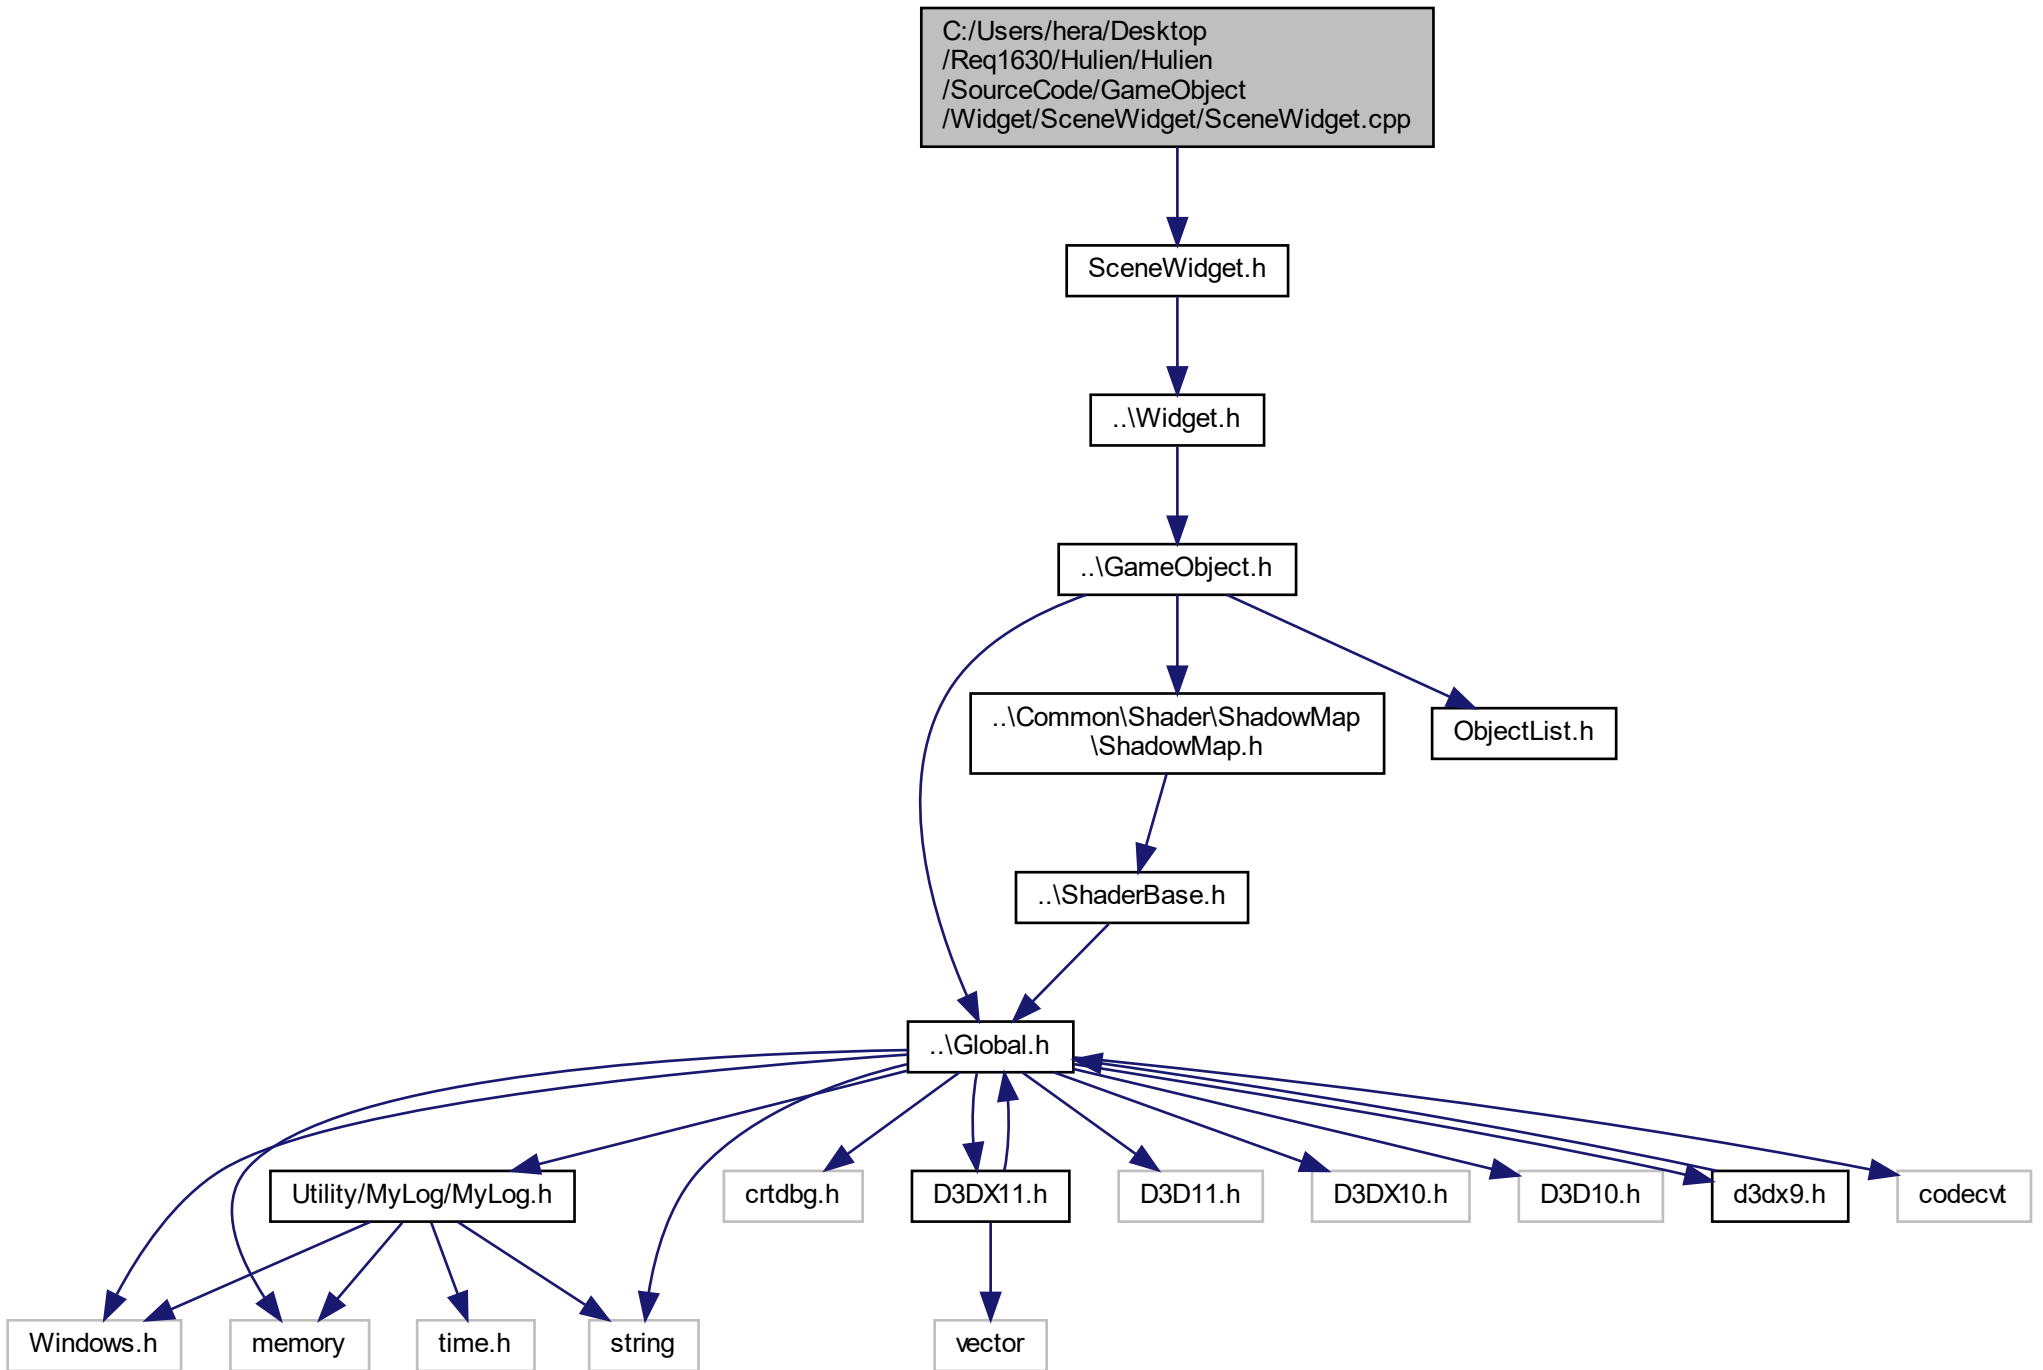 C:/Users/hera/Desktop
/Req1630/Hulien/Hulien
/SourceCode/GameObject
/Widget/SceneWidget/SceneWidget.cpp
SceneWidget.h
..\Widget.h
..\GameObject.h
..\Common\Shader\ShadowMap
\ShadowMap.h
ObjectList.h
..\ShaderBase.h
..\Global.h
Utility/MyLog/MyLog.h
crtdbg.h
D3DX11.h
D3D11.h
D3DX10.h
D3D10.h
d3dx9.h
codecvt
Windows.h
memory
time.h
string
vector